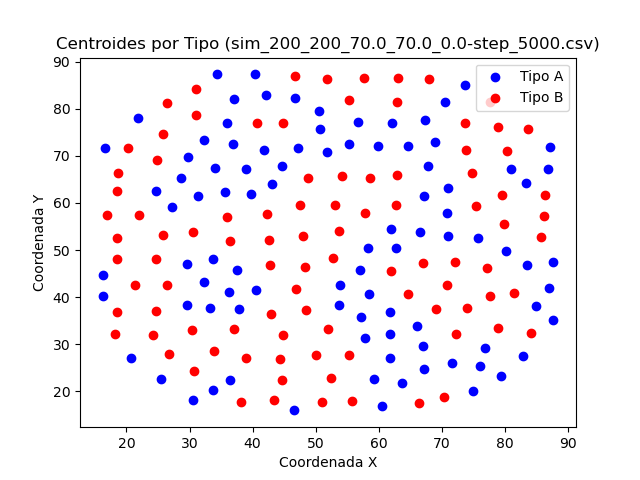 Centroides por Tipo (sim_200_200_70.0_70.0_0.0-step_5000.csv)
Tipo A
Tipo B
90
80
70
60
50
40
30
20
Coordenada Y
20 30 40 50 60 70 80 90
Coordenada X